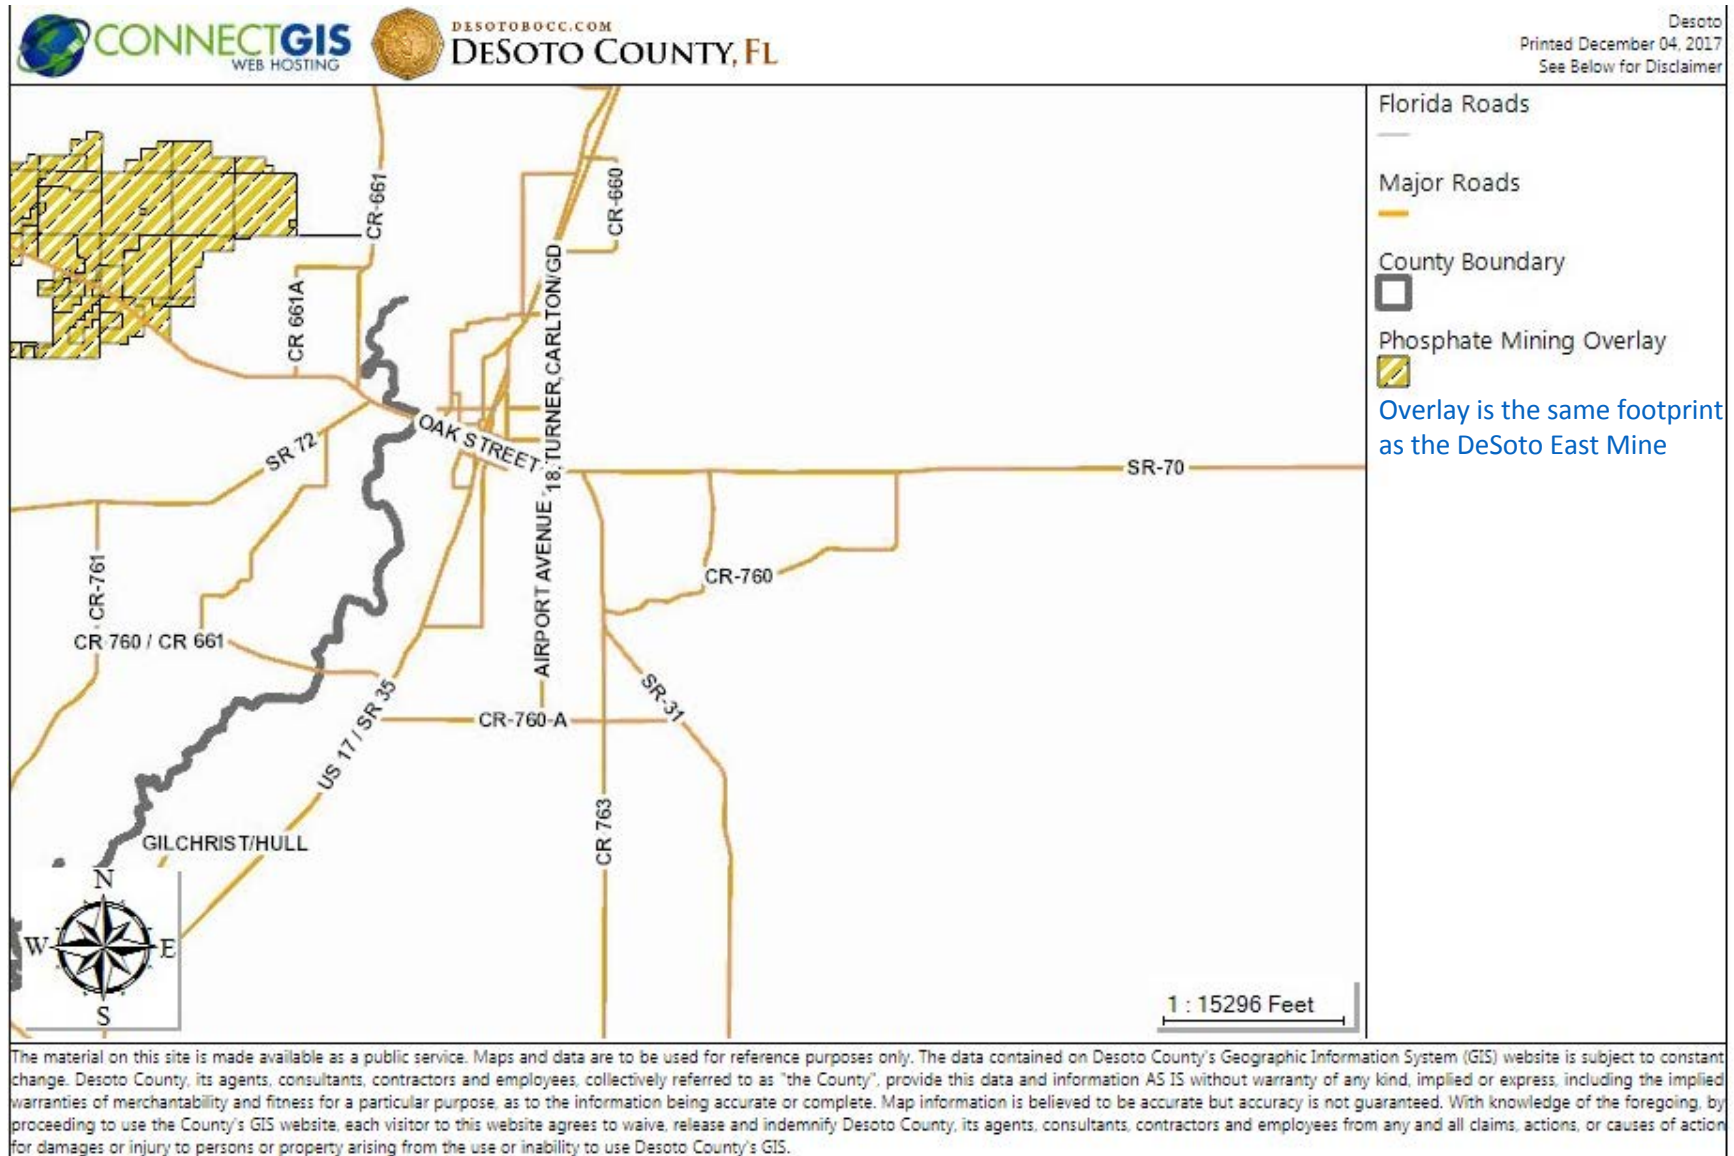 CONNECTGIS
WEB HOSTING
DESOTOBOCC.COM
DESOTO COUNTY, FL
Desoto
Printed December 04, 2017
See Below for Disclaimer
Florida Roads
Major Roads
County Boundary
Phosphate Mining Overlay
Overlay is the same footprint
as the DeSoto East Mine
CR-661
CR-660
CR 661A
18,TURNER,CARLTON/GD
OAK STREET
SR 72
SR-70
CR-761
AIRPORT AVENUE
CR-760
CR 760 / CR 661
US 17 / SR 35
SR-31
CR-760-A
CR 763
GILCHRIST/HULL
N
W
E
S
1 : 15296 Feet
The material on this site is made available as a public service. Maps and data are to be used for reference purposes only. The data contained on Desoto County's Geographic Information System (GIS) website is subject to constant
change. Desoto County, its agents, consultants, contractors and employees, collectively referred to as "the County", provide this data and information AS IS without warranty of any kind, implied or express, including the implied
warranties of merchantability and fitness for a particular purpose, as to the information being accurate or complete. Map information is believed to be accurate but accuracy is not guaranteed. With knowledge of the foregoing, by
proceeding to use the County's GIS website, each visitor to this website agrees to waive, release and indemnify Desoto County, its agents, consultants, contractors and employees from any and all claims, actions, or causes of action
for damages or injury to persons or property arising from the use or inability to use Desoto County's GIS.